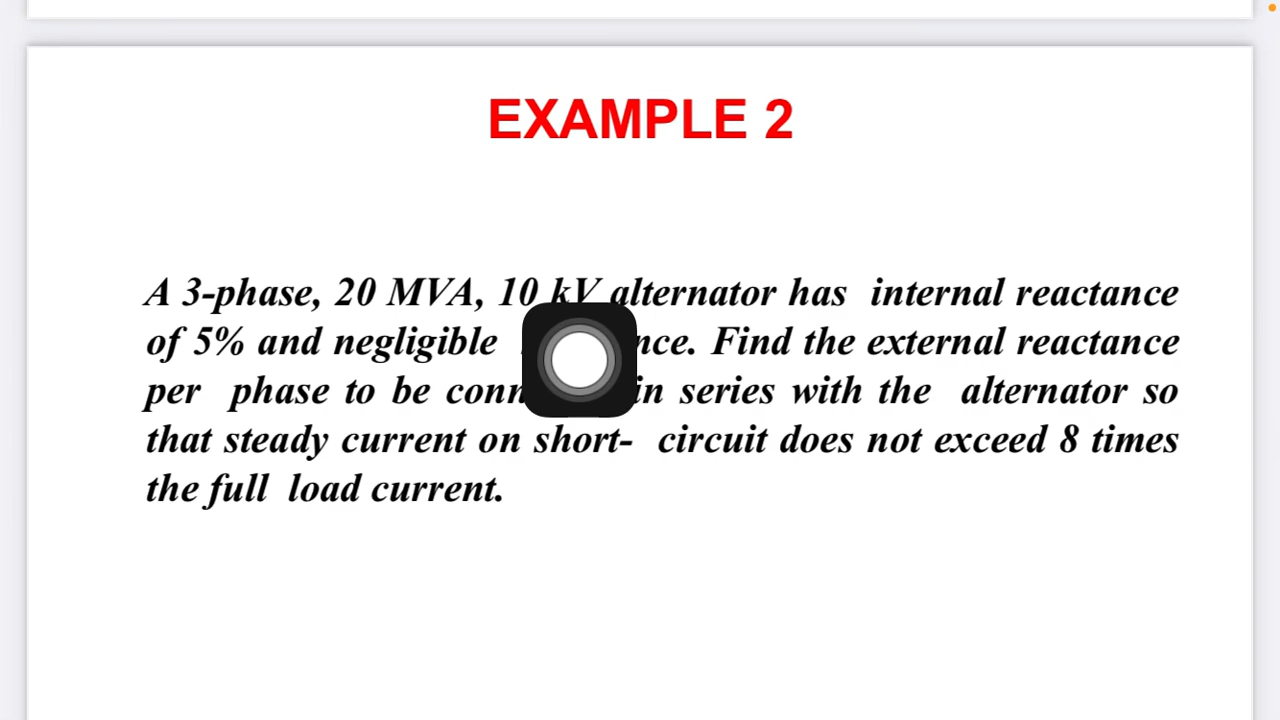 EXAMPLE 2
A 3-phase, 20 MVA, 10 kV alternator has internal reactance
of 5% and negligible Find the external reactance
per phase to be in series with the alternator so
that steady current on short- circuit does not exceed 8 times
the full load current.